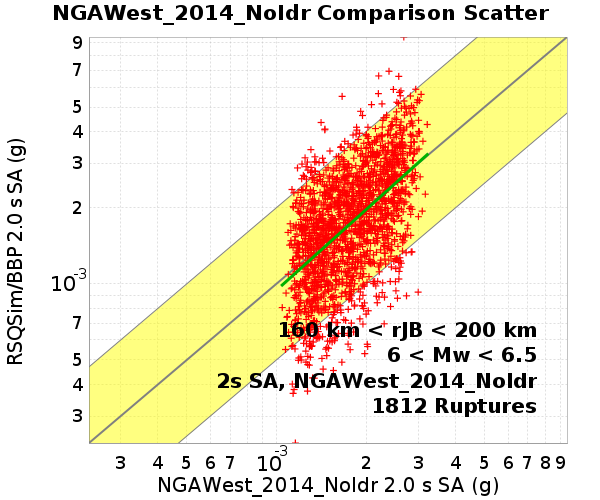 NGAWest_2014_NoIdr Comparison Scatter
9
7
5
4
3
2
10-3
7
5
4
3
RSQSim/BBP 2.0 s SA (g)
160 km < rJB < 200 km
6 < Mw < 6.5
2s SA, NGAWest_2014_NoIdr
1812 Ruptures
3 4 5 6 7 10-3 2 3 4 5 6 7 8 9
NGAWest_2014_NoIdr 2.0 s SA (g)